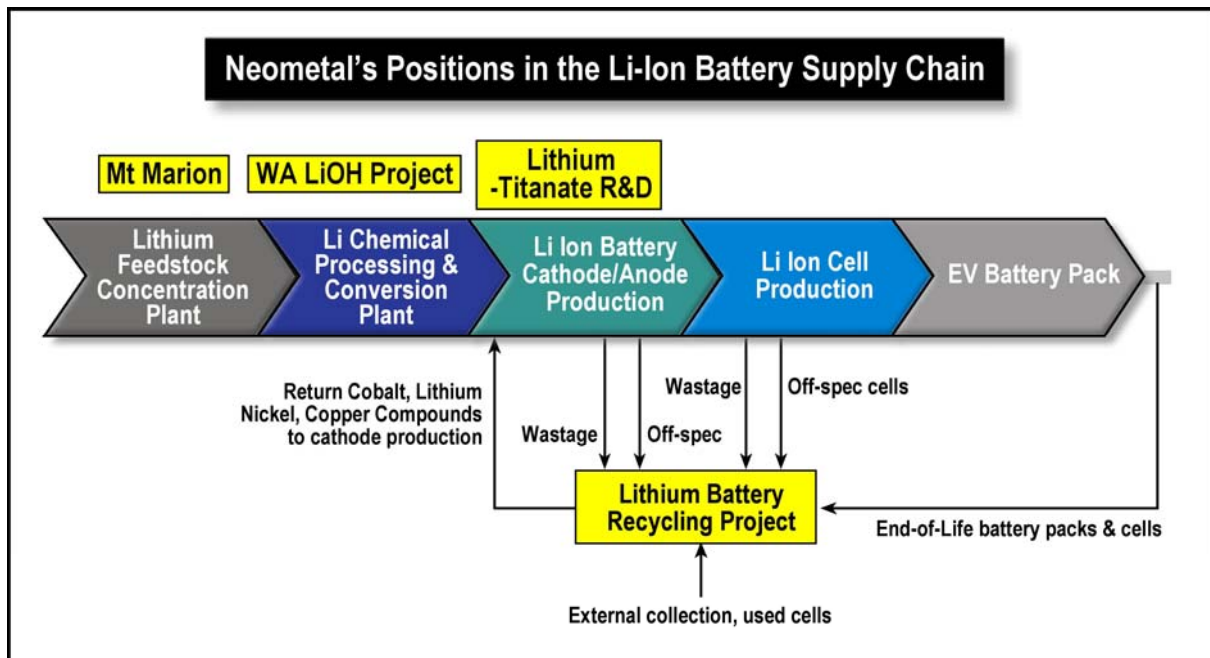 Neometal's Positions in the Li-Ion Battery Supply Chain
Mt Marion
WA LiOH Project
Lithium
-Titanate R&D
Lithium
Feedstock
Concentration
Plant
Li Chemical
Processing &
Conversion
Plant
Li Ion Battery
Cathode/Anode
Production
Li Ion Cell
Production
EV Battery Pack
Return Cobalt, Lithium
Nickel, Copper Compounds
to cathode production
Wastage
Off-spec
Wastage
Off-spec cells
Lithium Battery
Recycling Project
End-of-Life battery packs & cells
External collection, used cells